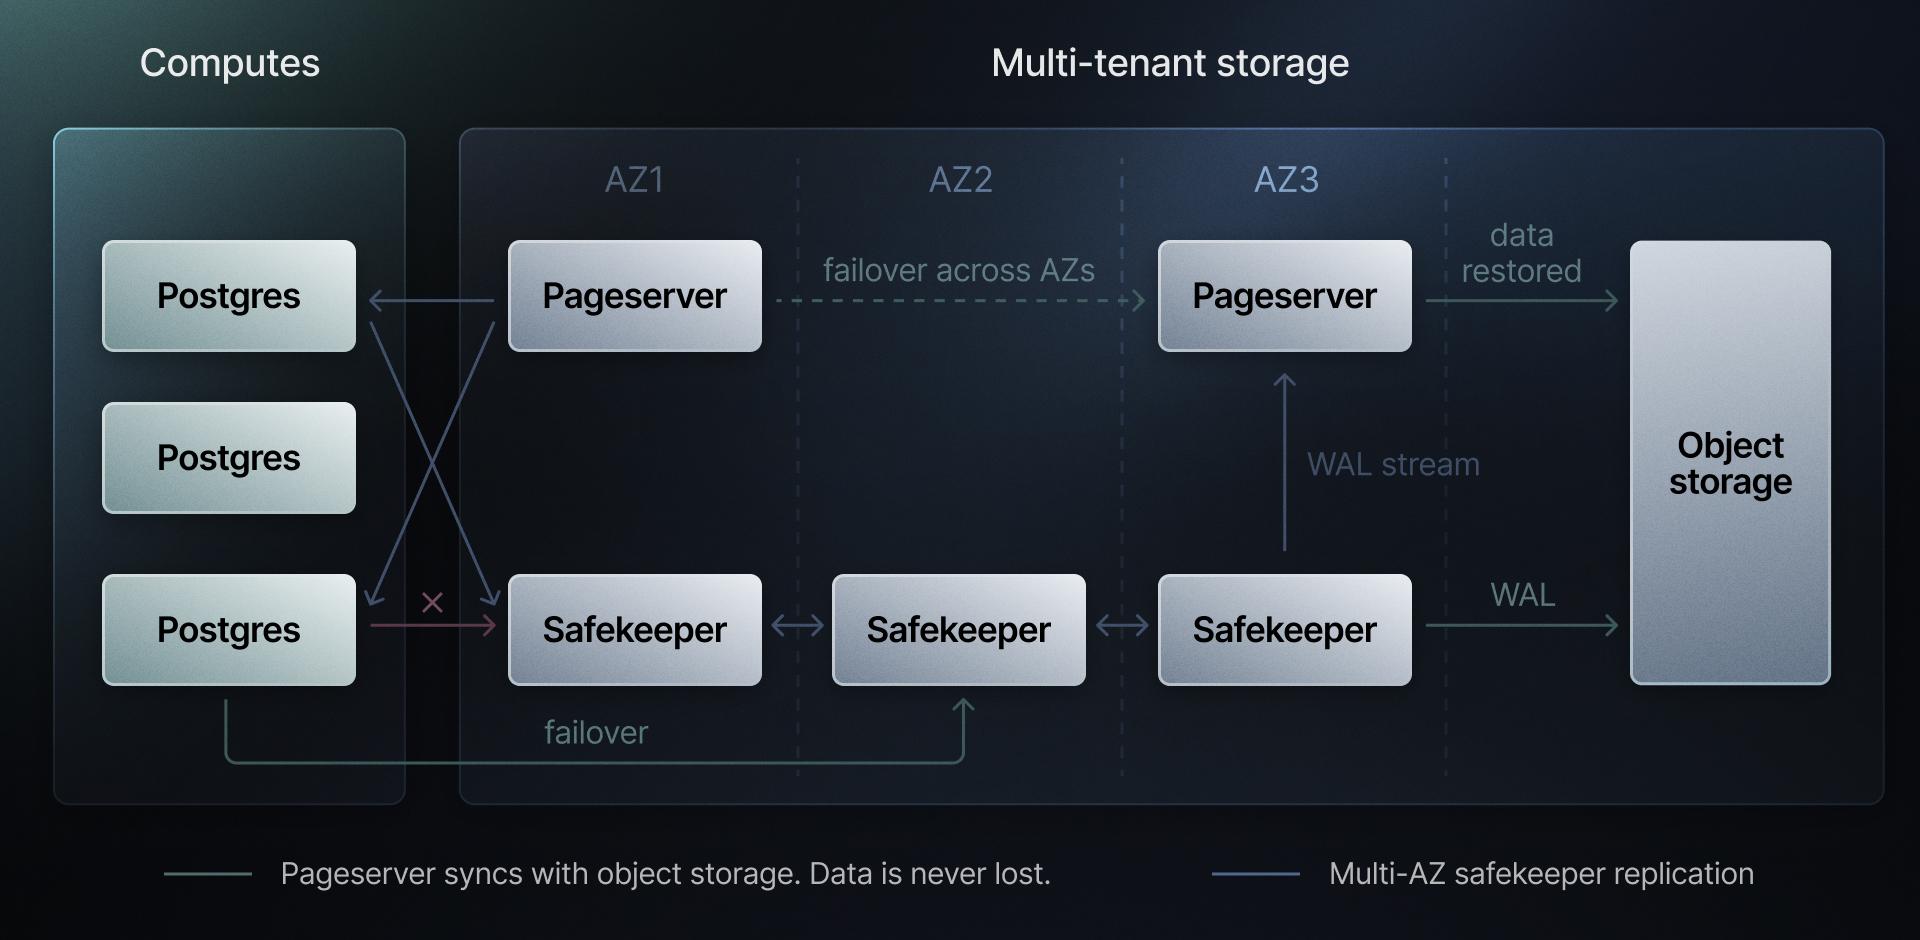 Computes
Multi-tenant storage
AZ1
AZ2
AZ3
Postgres
Pageserver
failover across AZs
Pageserver
data
restored
Postgres
WAL stream
Object
storage
Postgres
Safekeeper
Safekeeper
Safekeeper
WAL
failover
Pageserver syncs with object storage. Data is never lost.
Multi-AZ safekeeper replication